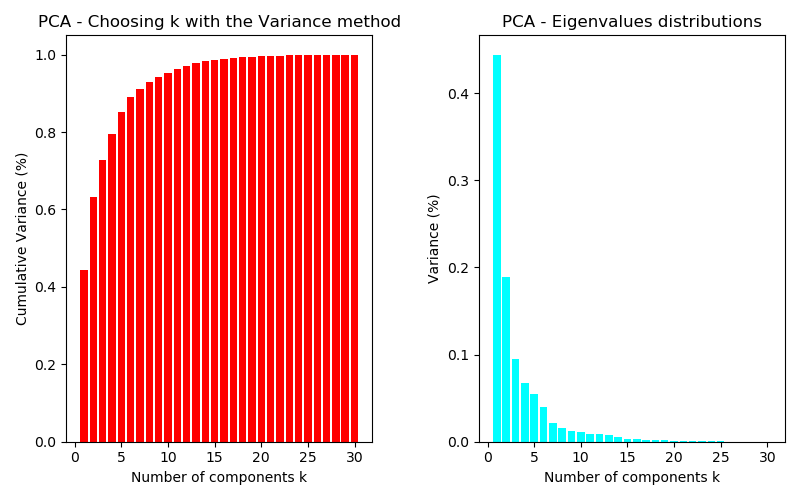 PCA - Choosing k with the Variance method
Cumulative Variance (%)
1.0
0.8
0.6
0.4
0.2
0.0
0 5 10 15 20 25 30
Number of components k
PCA - Eigenvalues distributions
Variance (%)
0.4
0.3
0.2
0.1
0.0
0 5 10 15 20 25 30
Number of components k